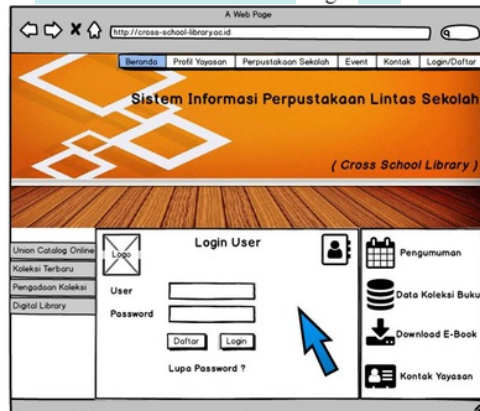 A Web Page
http://cross-school-library.ac.id
Beranda Profil Yayasan Perpustakaan Sekolah Event Kontak Login/Daftar
Sistem Informasi Perpustakaan Lintas Sekolah
( Cross School Library )
Union Catalog Online
Koleksi Terbaru
Pengadaan Koleksi
Digital Library
Logo
Login User
User
Password
Daftar Login
Lupa Password ?
Pengumuman
Data Koleksi Buku
Download E-Book
Kontak Yayasan